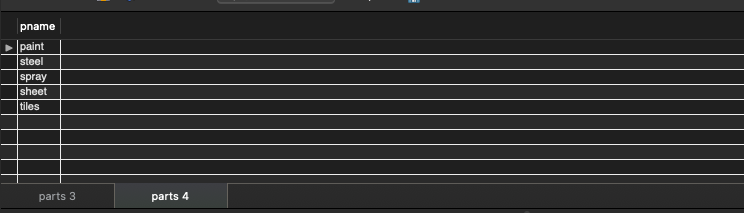 pname
paint
steel
spray
sheet
tiles
parts 3
parts 4